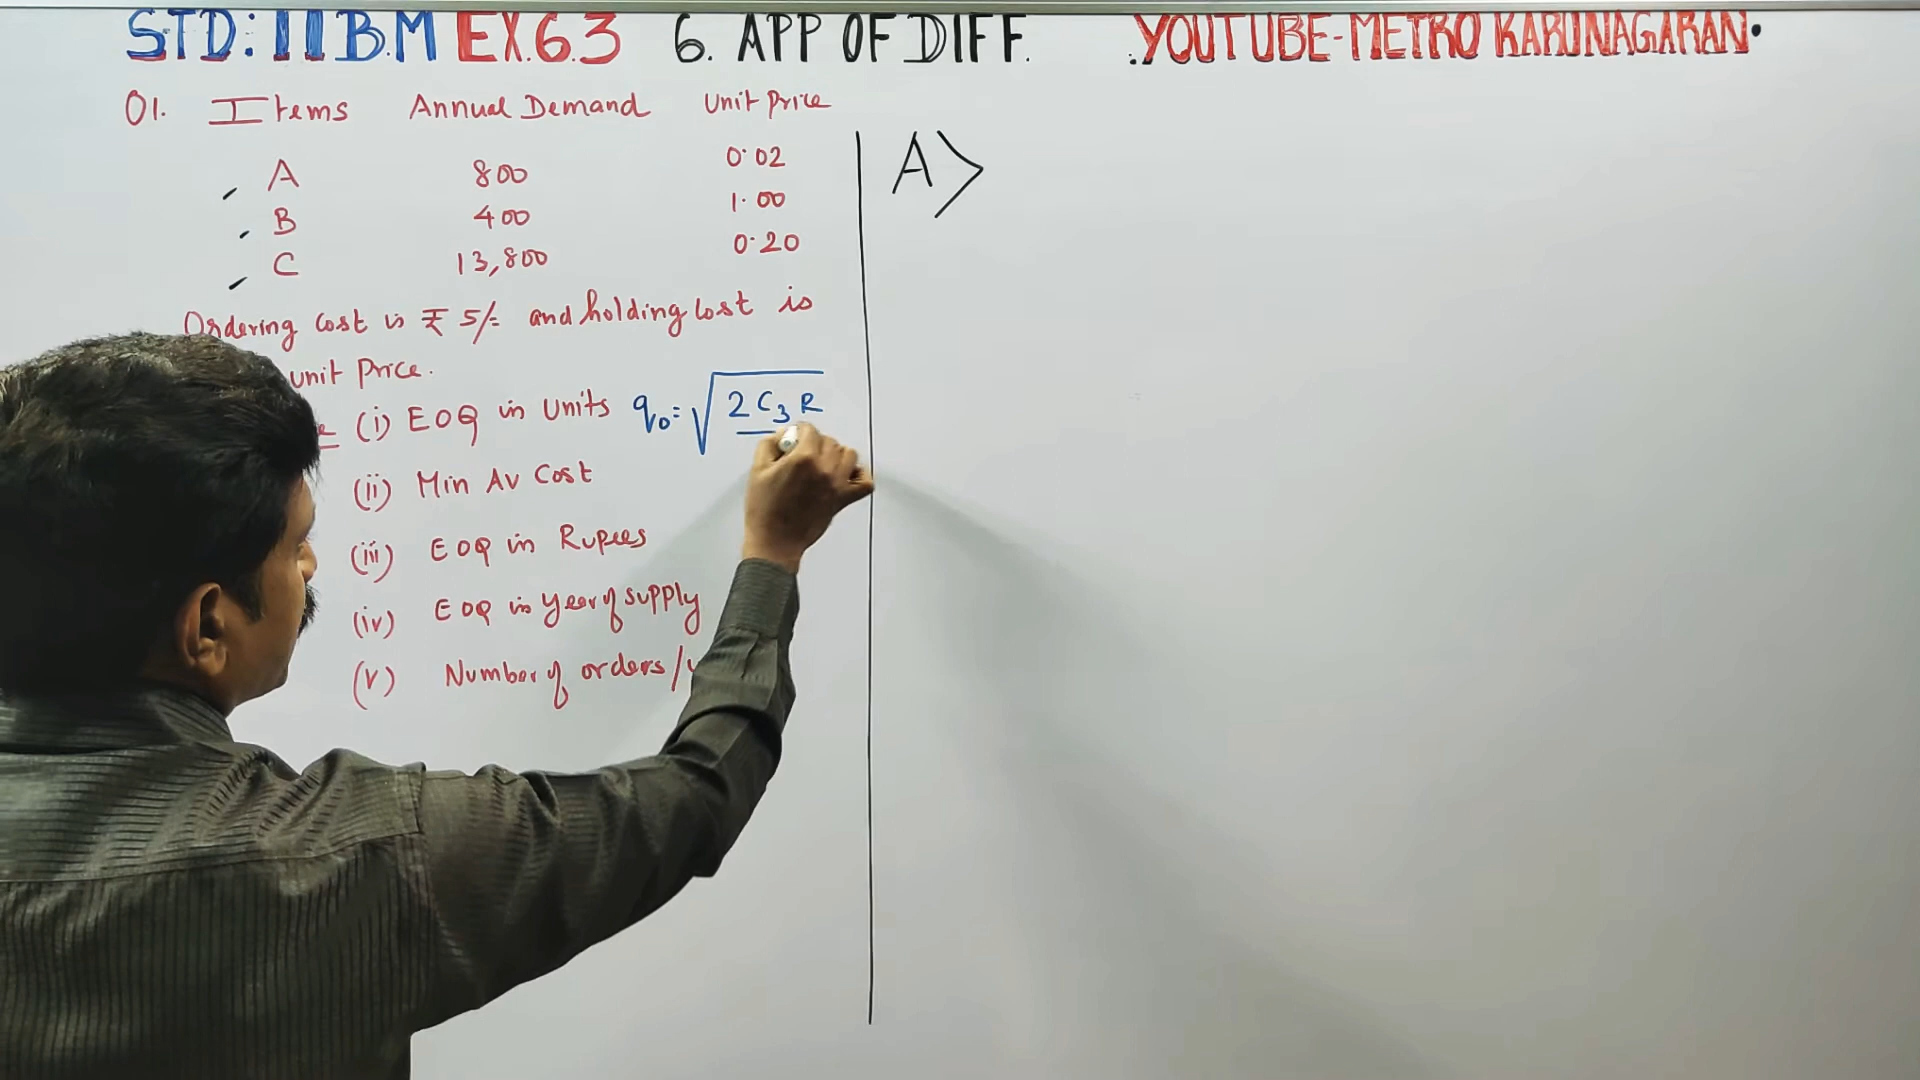 STD: 11 B.M EX.6.3 6. APP OF DIFF. YOUTUBE-METRO KARUNAGARAN.
01. Items Annual Demand Unit Price
A 800 0.02
B 400 1.00
C 13,800 0.20
Ordering Cost is ₹ 5/= and holding Cost is
unit Price.
(i) EOQ in Units q₀ = √2 C₃ R
(ii) Min Av Cost
(iii) EOQ in Rupees
(iv) EOQ in year of supply
(v) Number of orders/
A>